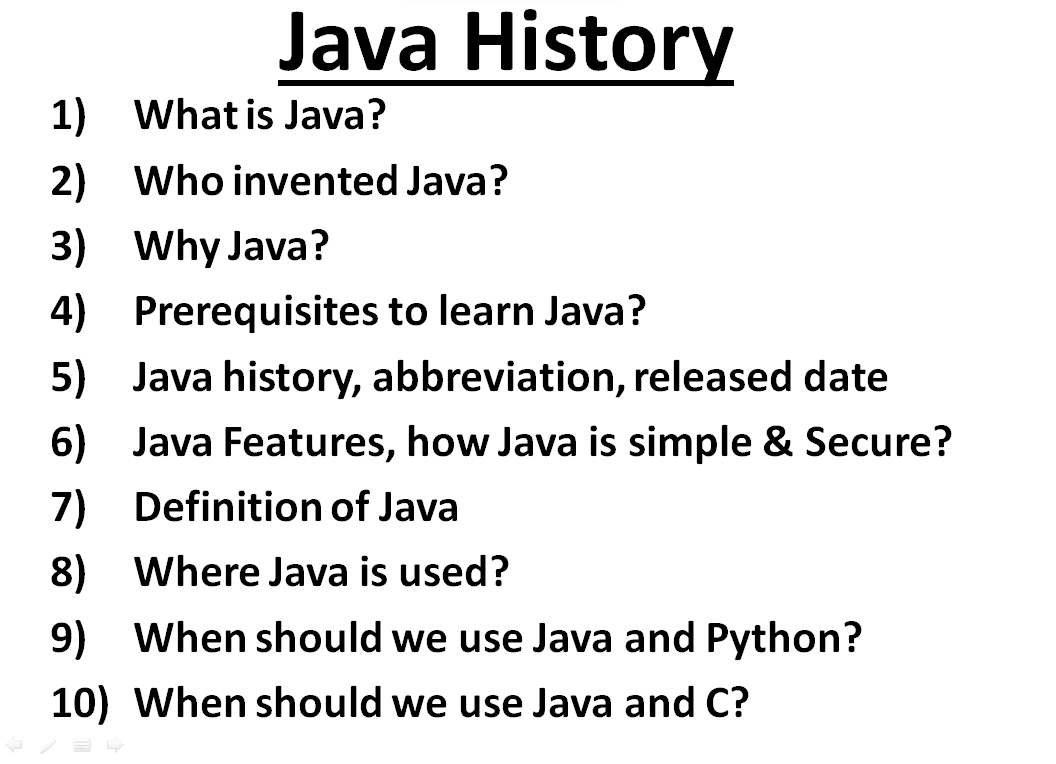 Java History
1) What is Java?
2) Who invented Java?
3) Why Java?
4) Prerequisites to learn Java?
5) Java history, abbreviation, released date
6) Java Features, how Java is simple & Secure?
7) Definition of Java
8) Where Java is used?
9) When should we use Java and Python?
10) When should we use Java and C?